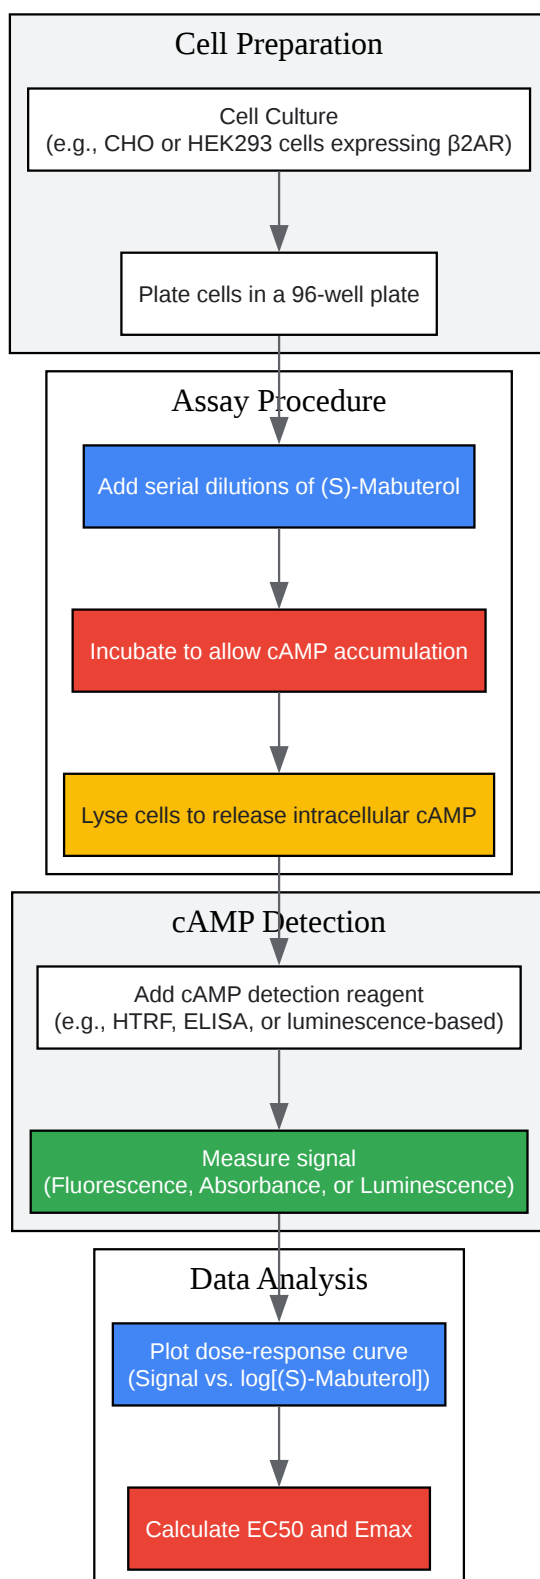 Cell Preparation
Cell Culture
(e.g., CHO or HEK293 cells expressing β2AR)
Plate cells in a 96-well plate
Assay Procedure
Add serial dilutions of (S)-Mabuterol
Incubate to allow cAMP accumulation
Lyse cells to release intracellular cAMP
cAMP Detection
Add cAMP detection reagent
(e.g., HTRF, ELISA, or luminescence-based)
Measure signal
(Fluorescence, Absorbance, or Luminescence)
Data Analysis
Plot dose-response curve
(Signal vs. log[(S)-Mabuterol])
Calculate EC50 and Emax